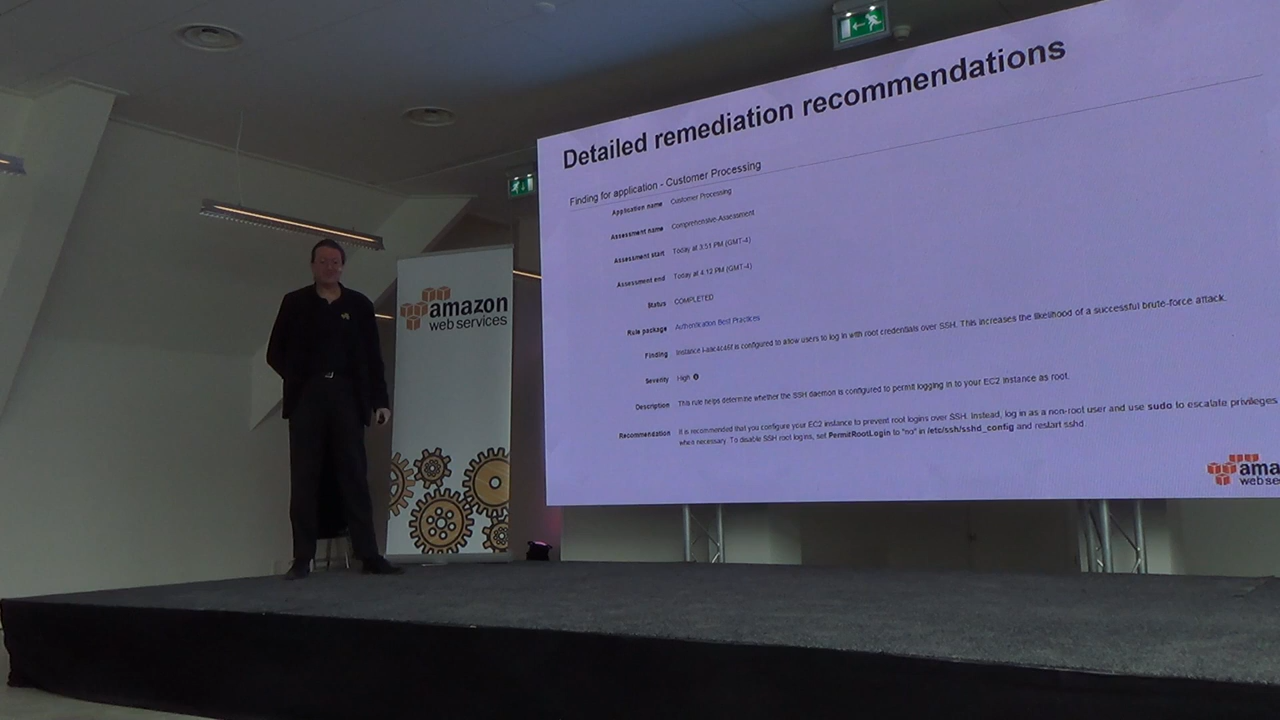 Detailed remediation recommendations
Finding for application - Customer Processing
Application name Customer Processing
Assessment name Comprehensive-Assessment
Assessment start Today at 3:51 PM (GMT-4)
Assessment end Today at 4:12 PM (GMT-4)
Status COMPLETED
Rule package Authentication Best Practices
Finding Instance is configured to allow users to log in with root credentials over SSH. This increases the likelihood of a successful brute-force attack.
Severity High
Description This rule helps determine whether the SSH daemon is configured to permit logging in to your EC2 instance as root.
Recommendation It is recommended that you configure your EC2 instance to prevent root logins over SSH. Instead, log in as a non-root user and use sudo to escalate privileges
when necessary. To disable SSH root logins, set PermitRootLogin to "no" in /etc/ssh/sshd_config and restart sshd
amazon
web services
ama
web se